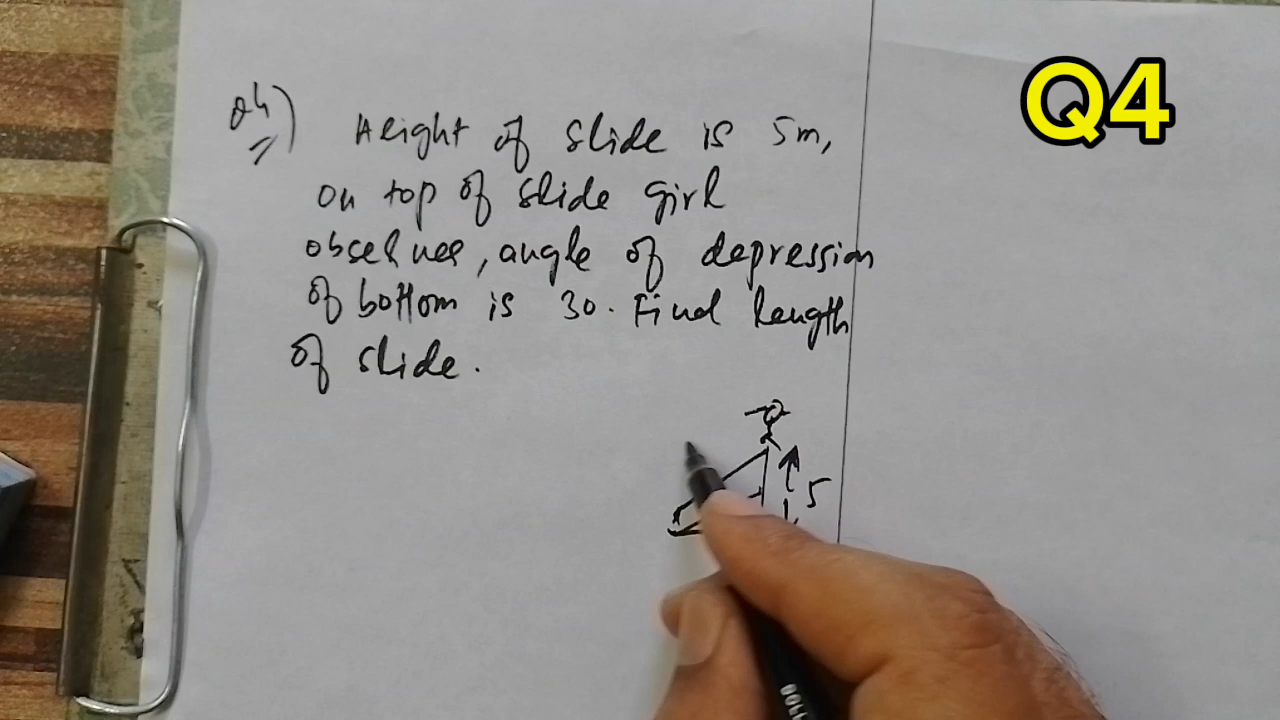 Q4
Q4)
Height of slide is 5m,
on top of slide girl
observes, angle of depression
of bottom is 30. Find length
of slide.
5